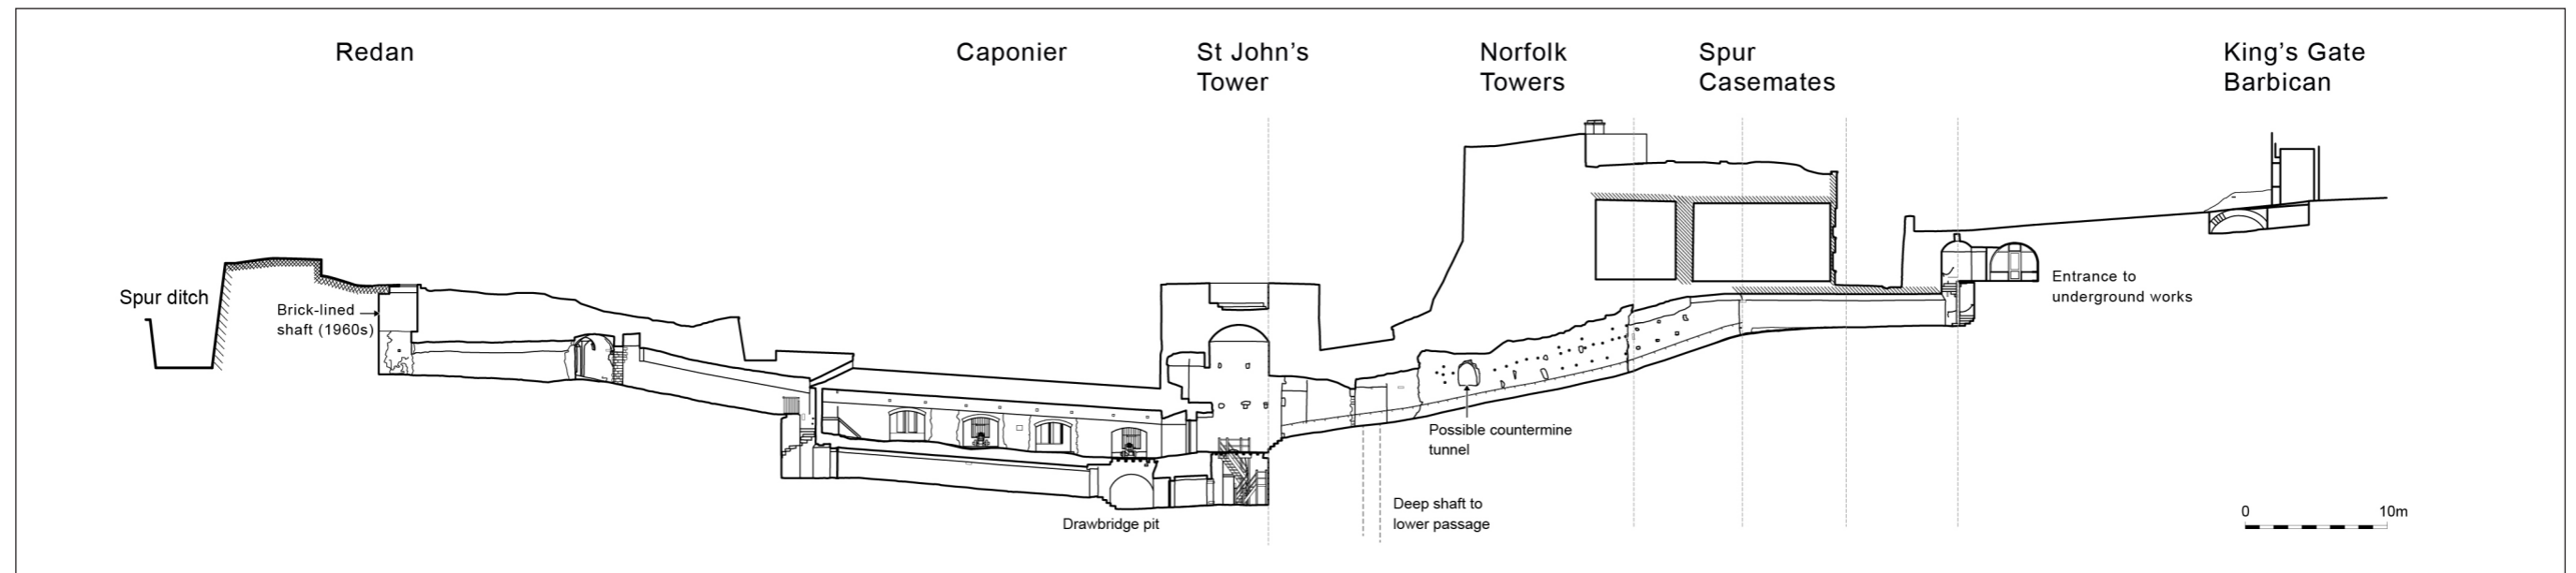 Redan
Caponier
St John’s
Tower
Norfolk
Towers
Spur
Casemates
King’s Gate
Barbican
Spur ditch
Brick-lined
shaft (1960s)
Entrance to
underground works
Possible countermine
tunnel
Deep shaft to
lower passage
Drawbridge pit
0
10m